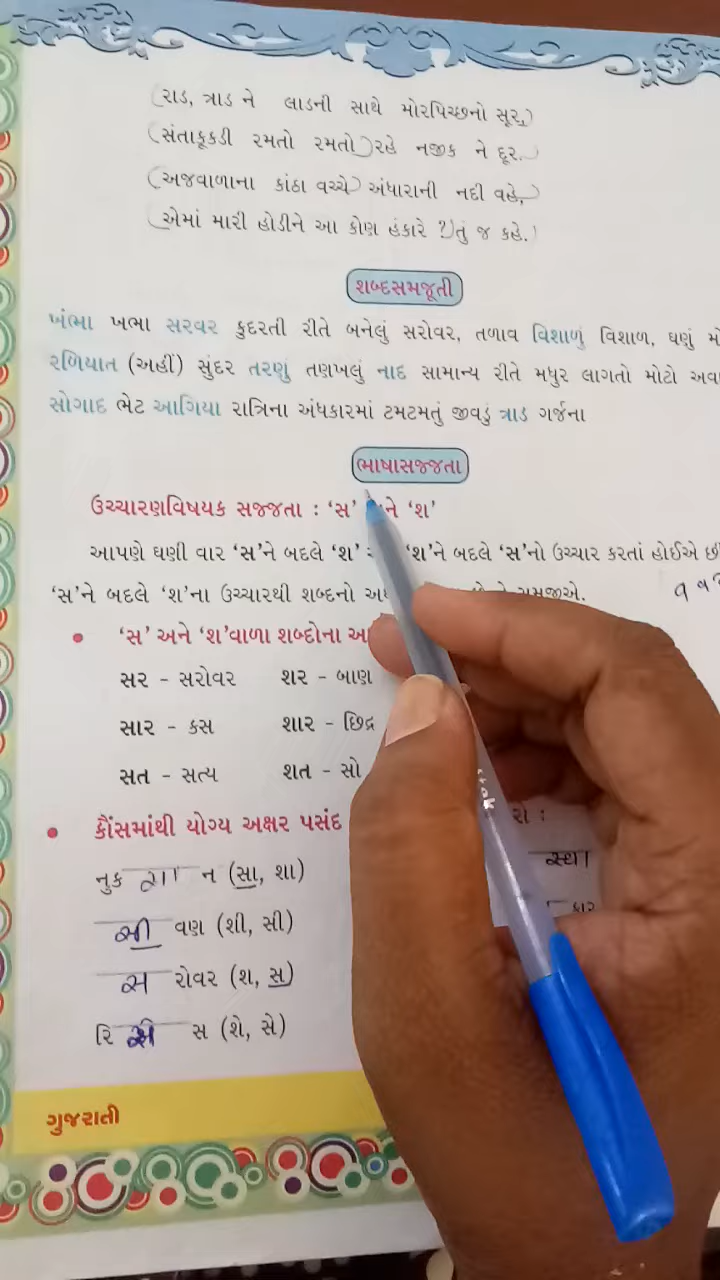 (રાડ, ત્રાડ ને લાડની સાથે મોરપિચ્છનો સૂર,)
(સંતાકૂકડી રમતો રમતો) રહે નજીક ને દૂર.
(અજવાળાના કાંઠા વચ્ચે) અંધારાની નદી વહે,)
(એમાં મારી હોડીને આ કોણ હંકારે ?) તું જ કહે.
શબ્દસમજૂતી
ખંભા ખભા સરવર કુદરતી રીતે બનેલું સરોવર, તળાવ વિશાળું વિશાળ, ઘણું
રળિયાત (અહીં) સુંદર તરણું તણખલું નાદ સામાન્ય રીતે મધુર લાગતો મોટો
સોગાદ ભેટ આગિયા રાત્રિના અંધકારમાં ટમટમતું જીવડું ત્રાડ ગર્જના
ભાષાસજ્જતા
ઉચ્ચારણવિષયક સજ્જતા : ‘સ’ ‘શ’
આપણે ઘણી વાર ‘સ’ને બદલે ‘શ’ ‘શ’ને બદલે ‘સ’નો ઉચ્ચાર કરતાં હોઈએ
‘સ’ને બદલે ‘શ’ના ઉચ્ચારથી શબ્દનો
• ‘સ’ અને ‘શ’વાળા શબ્દોના
સર – સરોવર શર – બાણ
સાર – કસ શાર – છિદ્ર
સત – સત્ય શત – સો
• કૌંસમાંથી યોગ્ય અક્ષર પસંદ
નુક સા ન (સા, શા)
સ્થા
સી વણ (શી, સી)
કાર
સ રોવર (શ, સ)
રિ સે સ (શે, સે)
ગુજરાતી